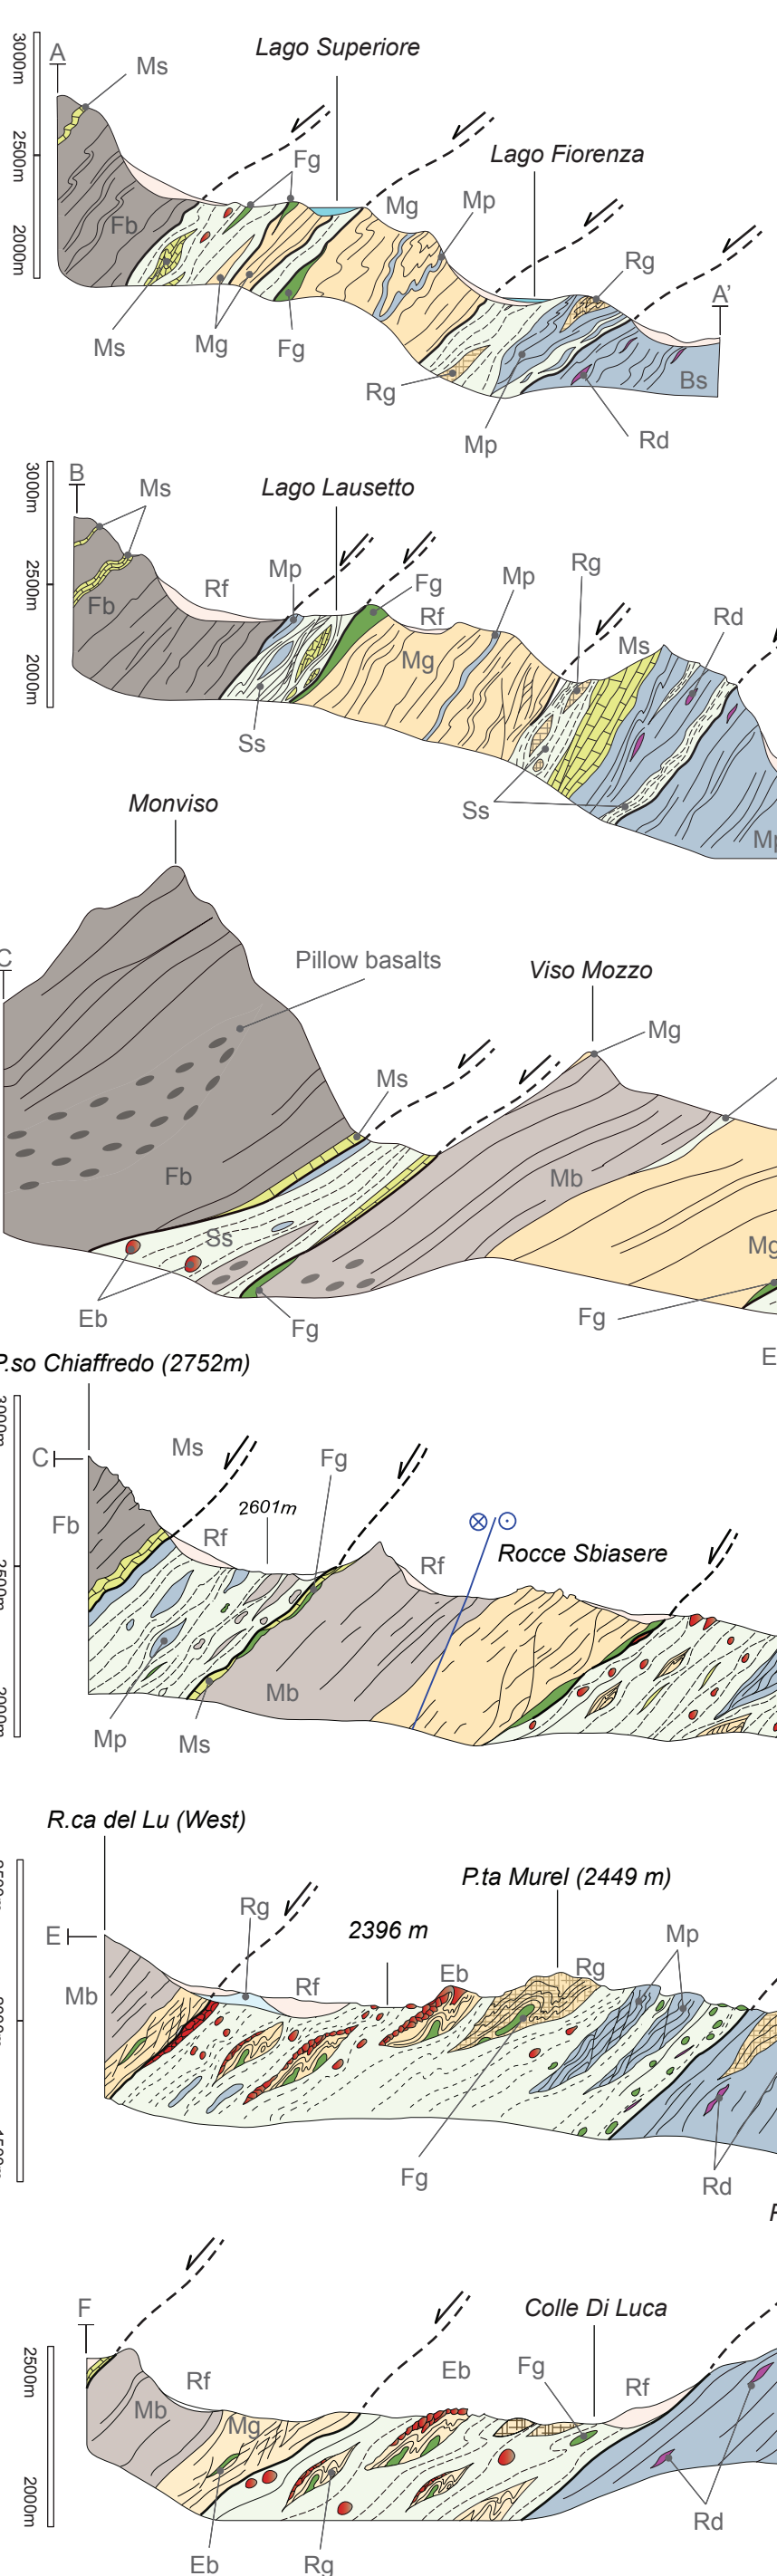 Lago Superiore
A
Ms
3000m
Fg
Lago Fiorenza
2500m
Mg
Mp
Fb
Rg
2000m
A'
Ms
Mg
Fg
Rg
Bs
Mp
Rd
3000m
B
Ms
Lago Lausetto
2500m
Rf
Mp
Fg
Mp
Rg
Fb
Rf
Ms
Rd
Mg
2000m
Ss
Ss
Monviso
C
Pillow basalts
Viso Mozzo
Mg
Ms
Fb
Mb
Ss
Mg
Eb
Fg
Fg
P.so Chiaffredo (2752m)
C
Ms
Fg
2601m
Fb
Rf
Rf
Rocce Sbiasere
Mb
Mp
Ms
R.ca del Lu (West)
P.ta Murel (2449 m)
Rg
2396 m
E
Mp
Mb
Rf
Eb
Rg
Fg
Rd
F
Colle Di Luca
2500m
Rf
Eb
Fg
Rf
Mb
Mg
2000m
Rd
Eb
Rg